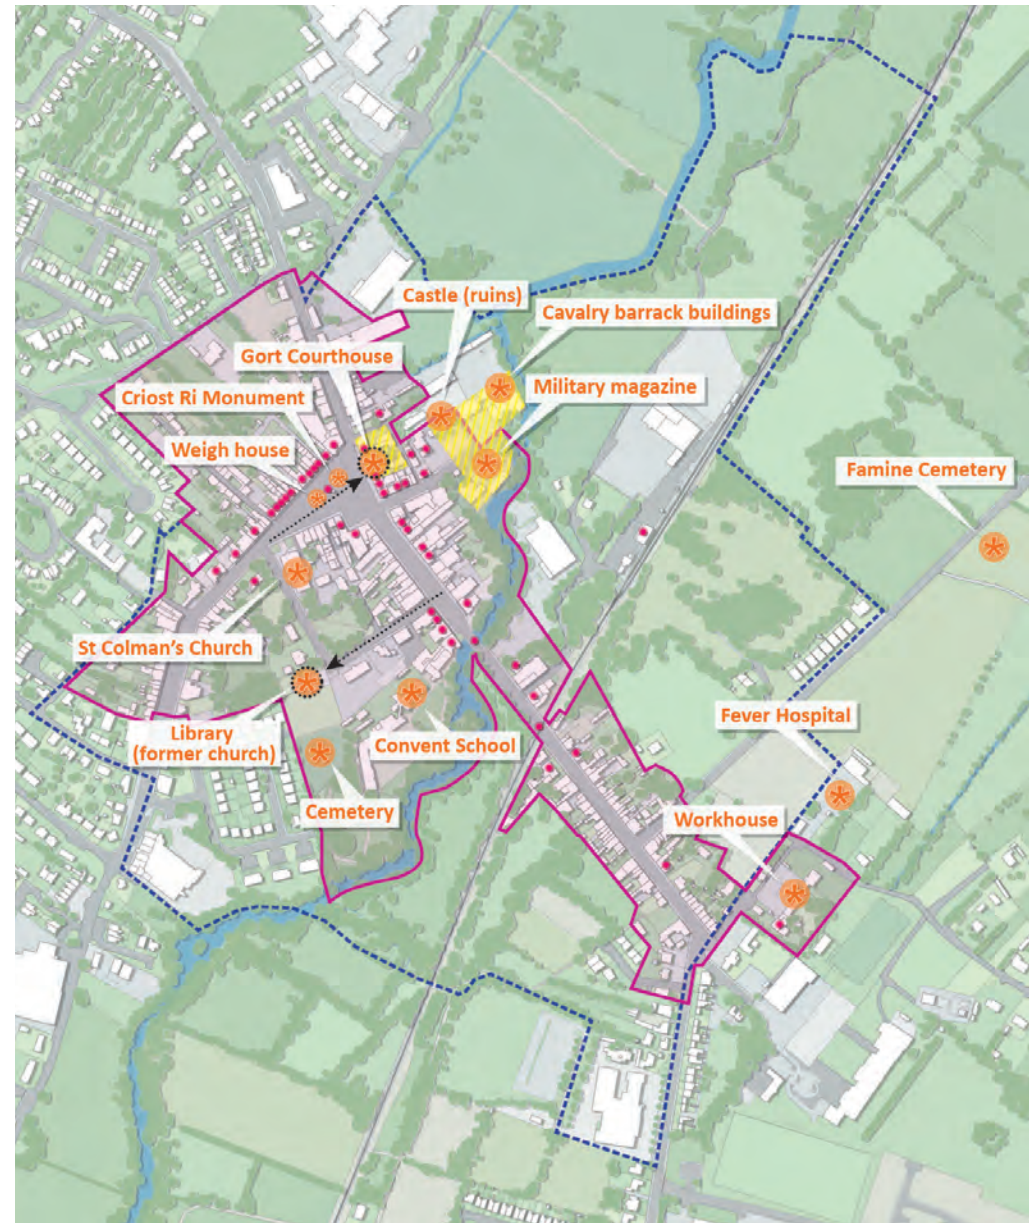 Castle (ruins)
Cavalry barrack buildings
Gort Courthouse
Military magazine
Criost Ri Monument
Weigh house
Famine Cemetery
St Colman's Church
Library
(former church)
Convent School
Fever Hospital
Cemetery
Workhouse